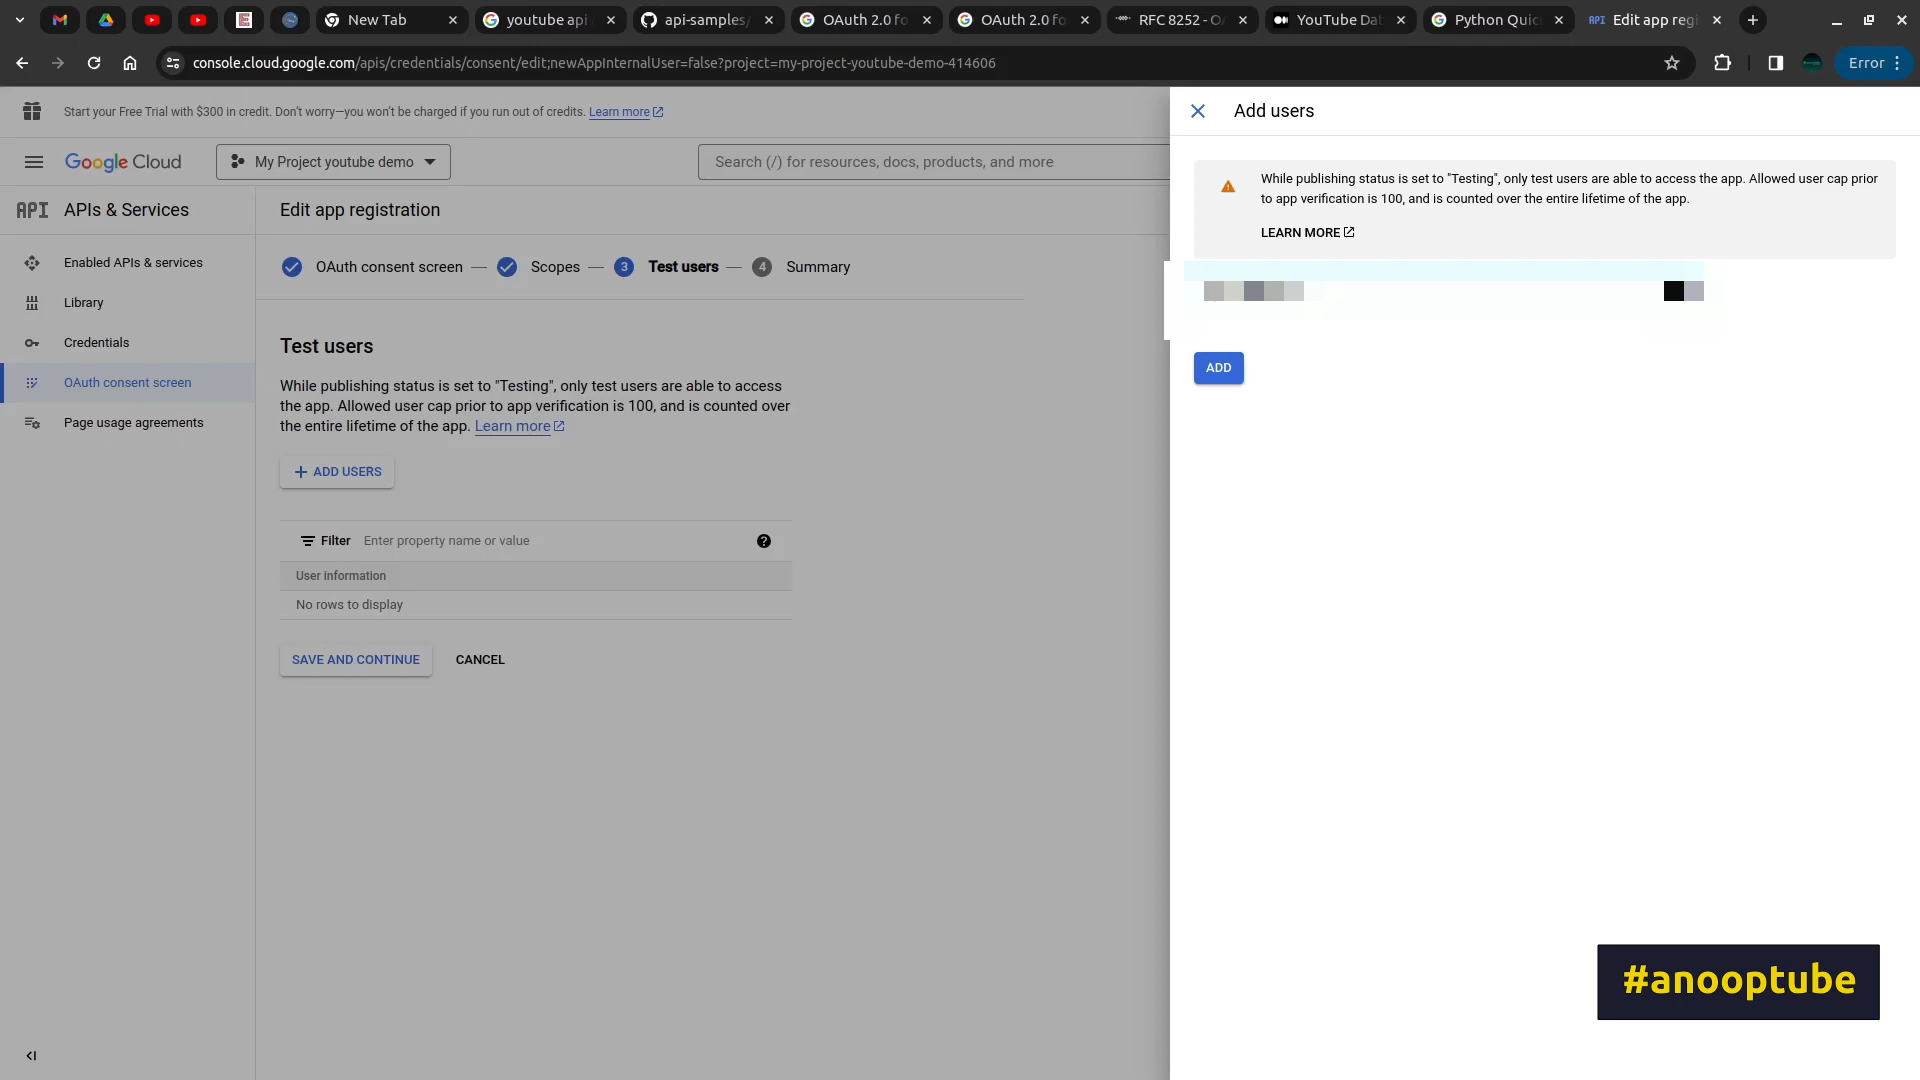 New Tab
youtube api
api-samples/
OAuth 2.0 fo
OAuth 2.0 fo
RFC 8252 - OA
YouTube Dat
Python Quic
API Edit app reg
console.cloud.google.com/apis/credentials/consent/edit;newAppInternalUser=false?project=my-project-youtube-demo-414606
Error
Start your Free Trial with $300 in credit. Don't worry—you won't be charged if you run out of credits. Learn more
Google Cloud
My Project youtube demo
Search (/) for resources, docs, products, and more
API APIs & Services
Enabled APIs & services
Library
Credentials
OAuth consent screen
Page usage agreements
Edit app registration
OAuth consent screen — Scopes — 3 Test users — 4 Summary
Test users
While publishing status is set to "Testing", only test users are able to access
the app. Allowed user cap prior to app verification is 100, and is counted over
the entire lifetime of the app. Learn more
+ ADD USERS
Filter Enter property name or value
User information
No rows to display
SAVE AND CONTINUE CANCEL
Add users
While publishing status is set to "Testing", only test users are able to access the app. Allowed user cap prior
to app verification is 100, and is counted over the entire lifetime of the app.
LEARN MORE
ADD
#anooptube